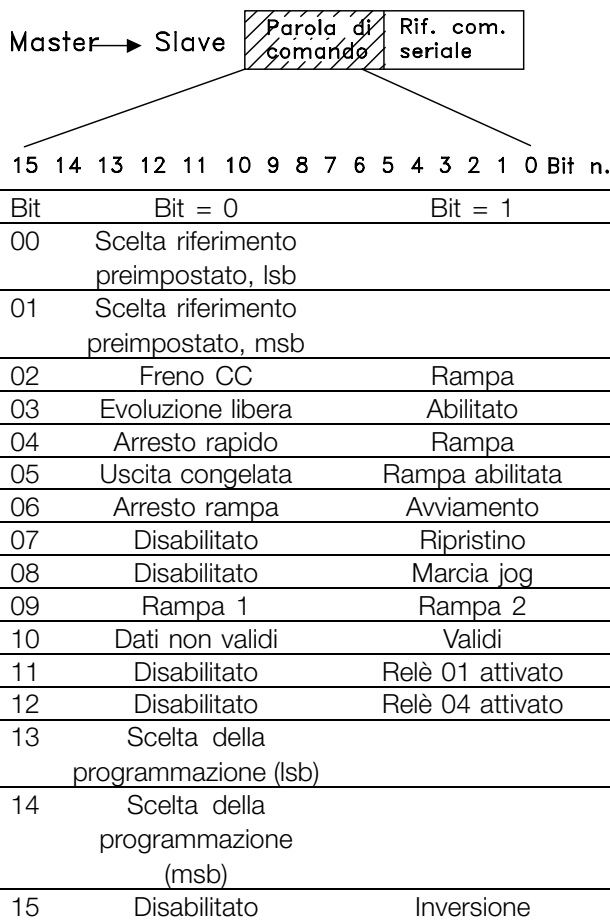 Master → Slave Parola di comando Rif. com. seriale
15 14 13 12 11 10 9 8 7 6 5 4 3 2 1 0 Bit n.
Bit Bit = 0 Bit = 1
00 Scelta riferimento
preimpostato, lsb
01 Scelta riferimento
preimpostato, msb
02 Freno CC Rampa
03 Evoluzione libera Abilitato
04 Arresto rapido Rampa
05 Uscita congelata Rampa abilitata
06 Arresto rampa Avviamento
07 Disabilitato Ripristino
08 Disabilitato Marcia jog
09 Rampa 1 Rampa 2
10 Dati non validi Validi
11 Disabilitato Relè 01 attivato
12 Disabilitato Relè 04 attivato
13 Scelta della
programmazione (lsb)
14 Scelta della
programmazione
(msb)
15 Disabilitato Inversione